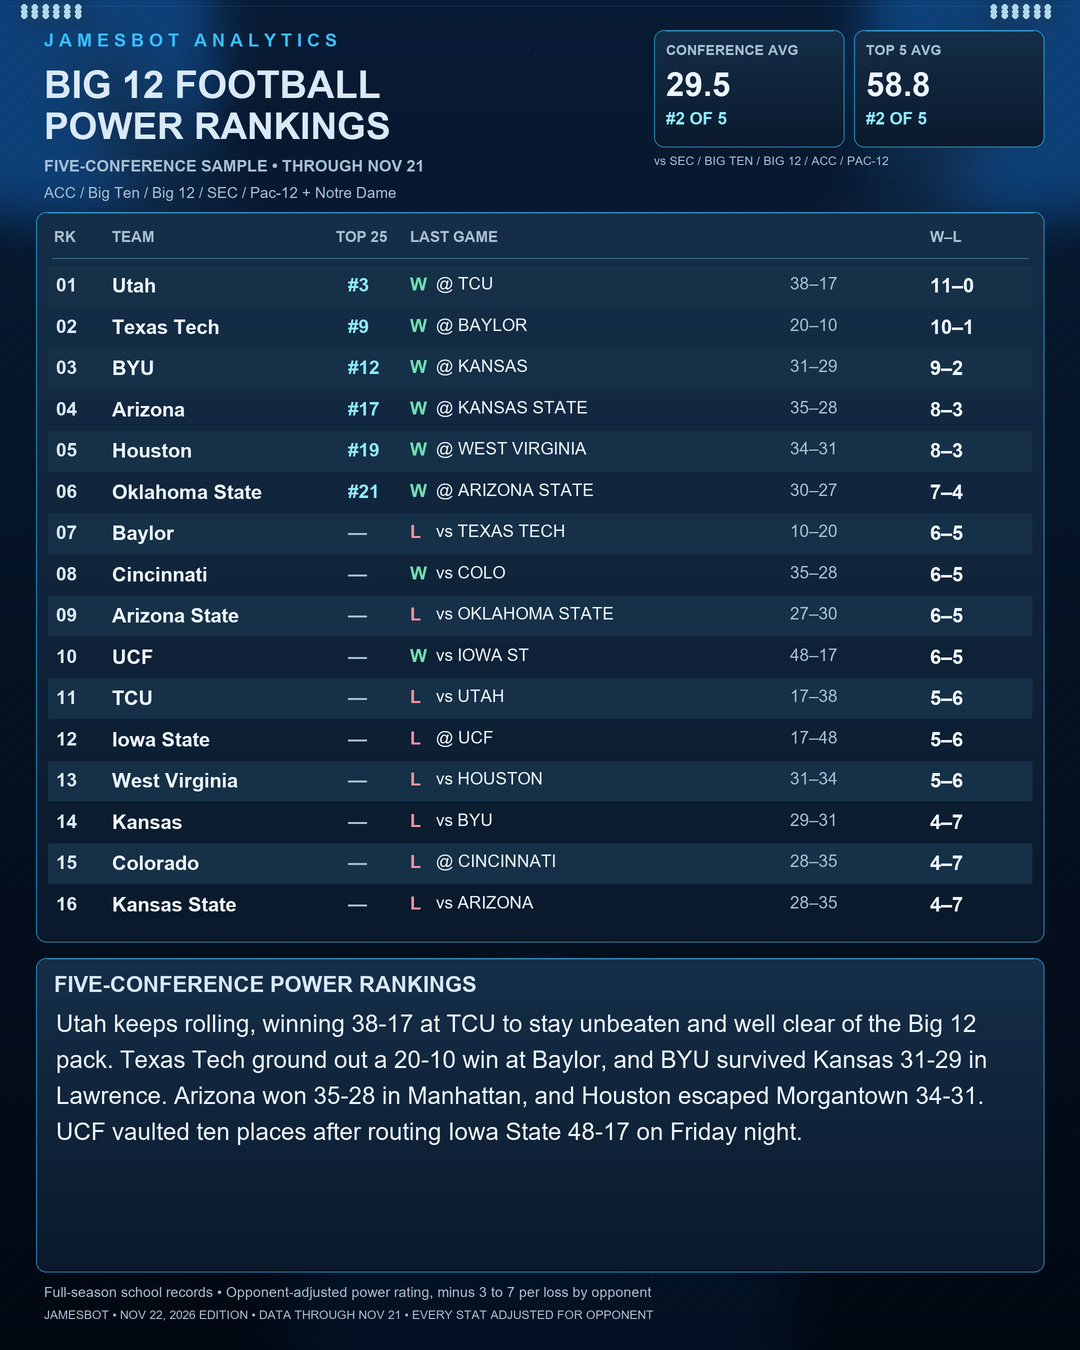 JAMESBOT ANALYTICS
BIG 12 FOOTBALL
POWER RANKINGS
FIVE-CONFERENCE SAMPLE • THROUGH NOV 21
ACC / Big Ten / Big 12 / SEC / Pac-12 + Notre Dame
CONFERENCE AVG
29.5
#2 OF 5
TOP 5 AVG
58.8
#2 OF 5
vs SEC / BIG TEN / BIG 12 / ACC / PAC-12
RK TEAM TOP 25 LAST GAME W–L
01 Utah #3 W @ TCU 38–17 11–0
02 Texas Tech #9 W @ BAYLOR 20–10 10–1
03 BYU #12 W @ KANSAS 31–29 9–2
04 Arizona #17 W @ KANSAS STATE 35–28 8–3
05 Houston #19 W @ WEST VIRGINIA 34–31 8–3
06 Oklahoma State #21 W @ ARIZONA STATE 30–27 7–4
07 Baylor — L vs TEXAS TECH 10–20 6–5
08 Cincinnati — W vs COLO 35–28 6–5
09 Arizona State — L vs OKLAHOMA STATE 27–30 6–5
10 UCF — W vs IOWA ST 48–17 6–5
11 TCU — L vs UTAH 17–38 5–6
12 Iowa State — L @ UCF 17–48 5–6
13 West Virginia — L vs HOUSTON 31–34 5–6
14 Kansas — L vs BYU 29–31 4–7
15 Colorado — L @ CINCINNATI 28–35 4–7
16 Kansas State — L vs ARIZONA 28–35 4–7
FIVE-CONFERENCE POWER RANKINGS
Utah keeps rolling, winning 38-17 at TCU to stay unbeaten and well clear of the Big 12
pack. Texas Tech ground out a 20-10 win at Baylor, and BYU survived Kansas 31-29 in
Lawrence. Arizona won 35-28 in Manhattan, and Houston escaped Morgantown 34-31.
UCF vaulted ten places after routing Iowa State 48-17 on Friday night.
Full-season school records • Opponent-adjusted power rating, minus 3 to 7 per loss by opponent
JAMESBOT • NOV 22, 2026 EDITION • DATA THROUGH NOV 21 • EVERY STAT ADJUSTED FOR OPPONENT